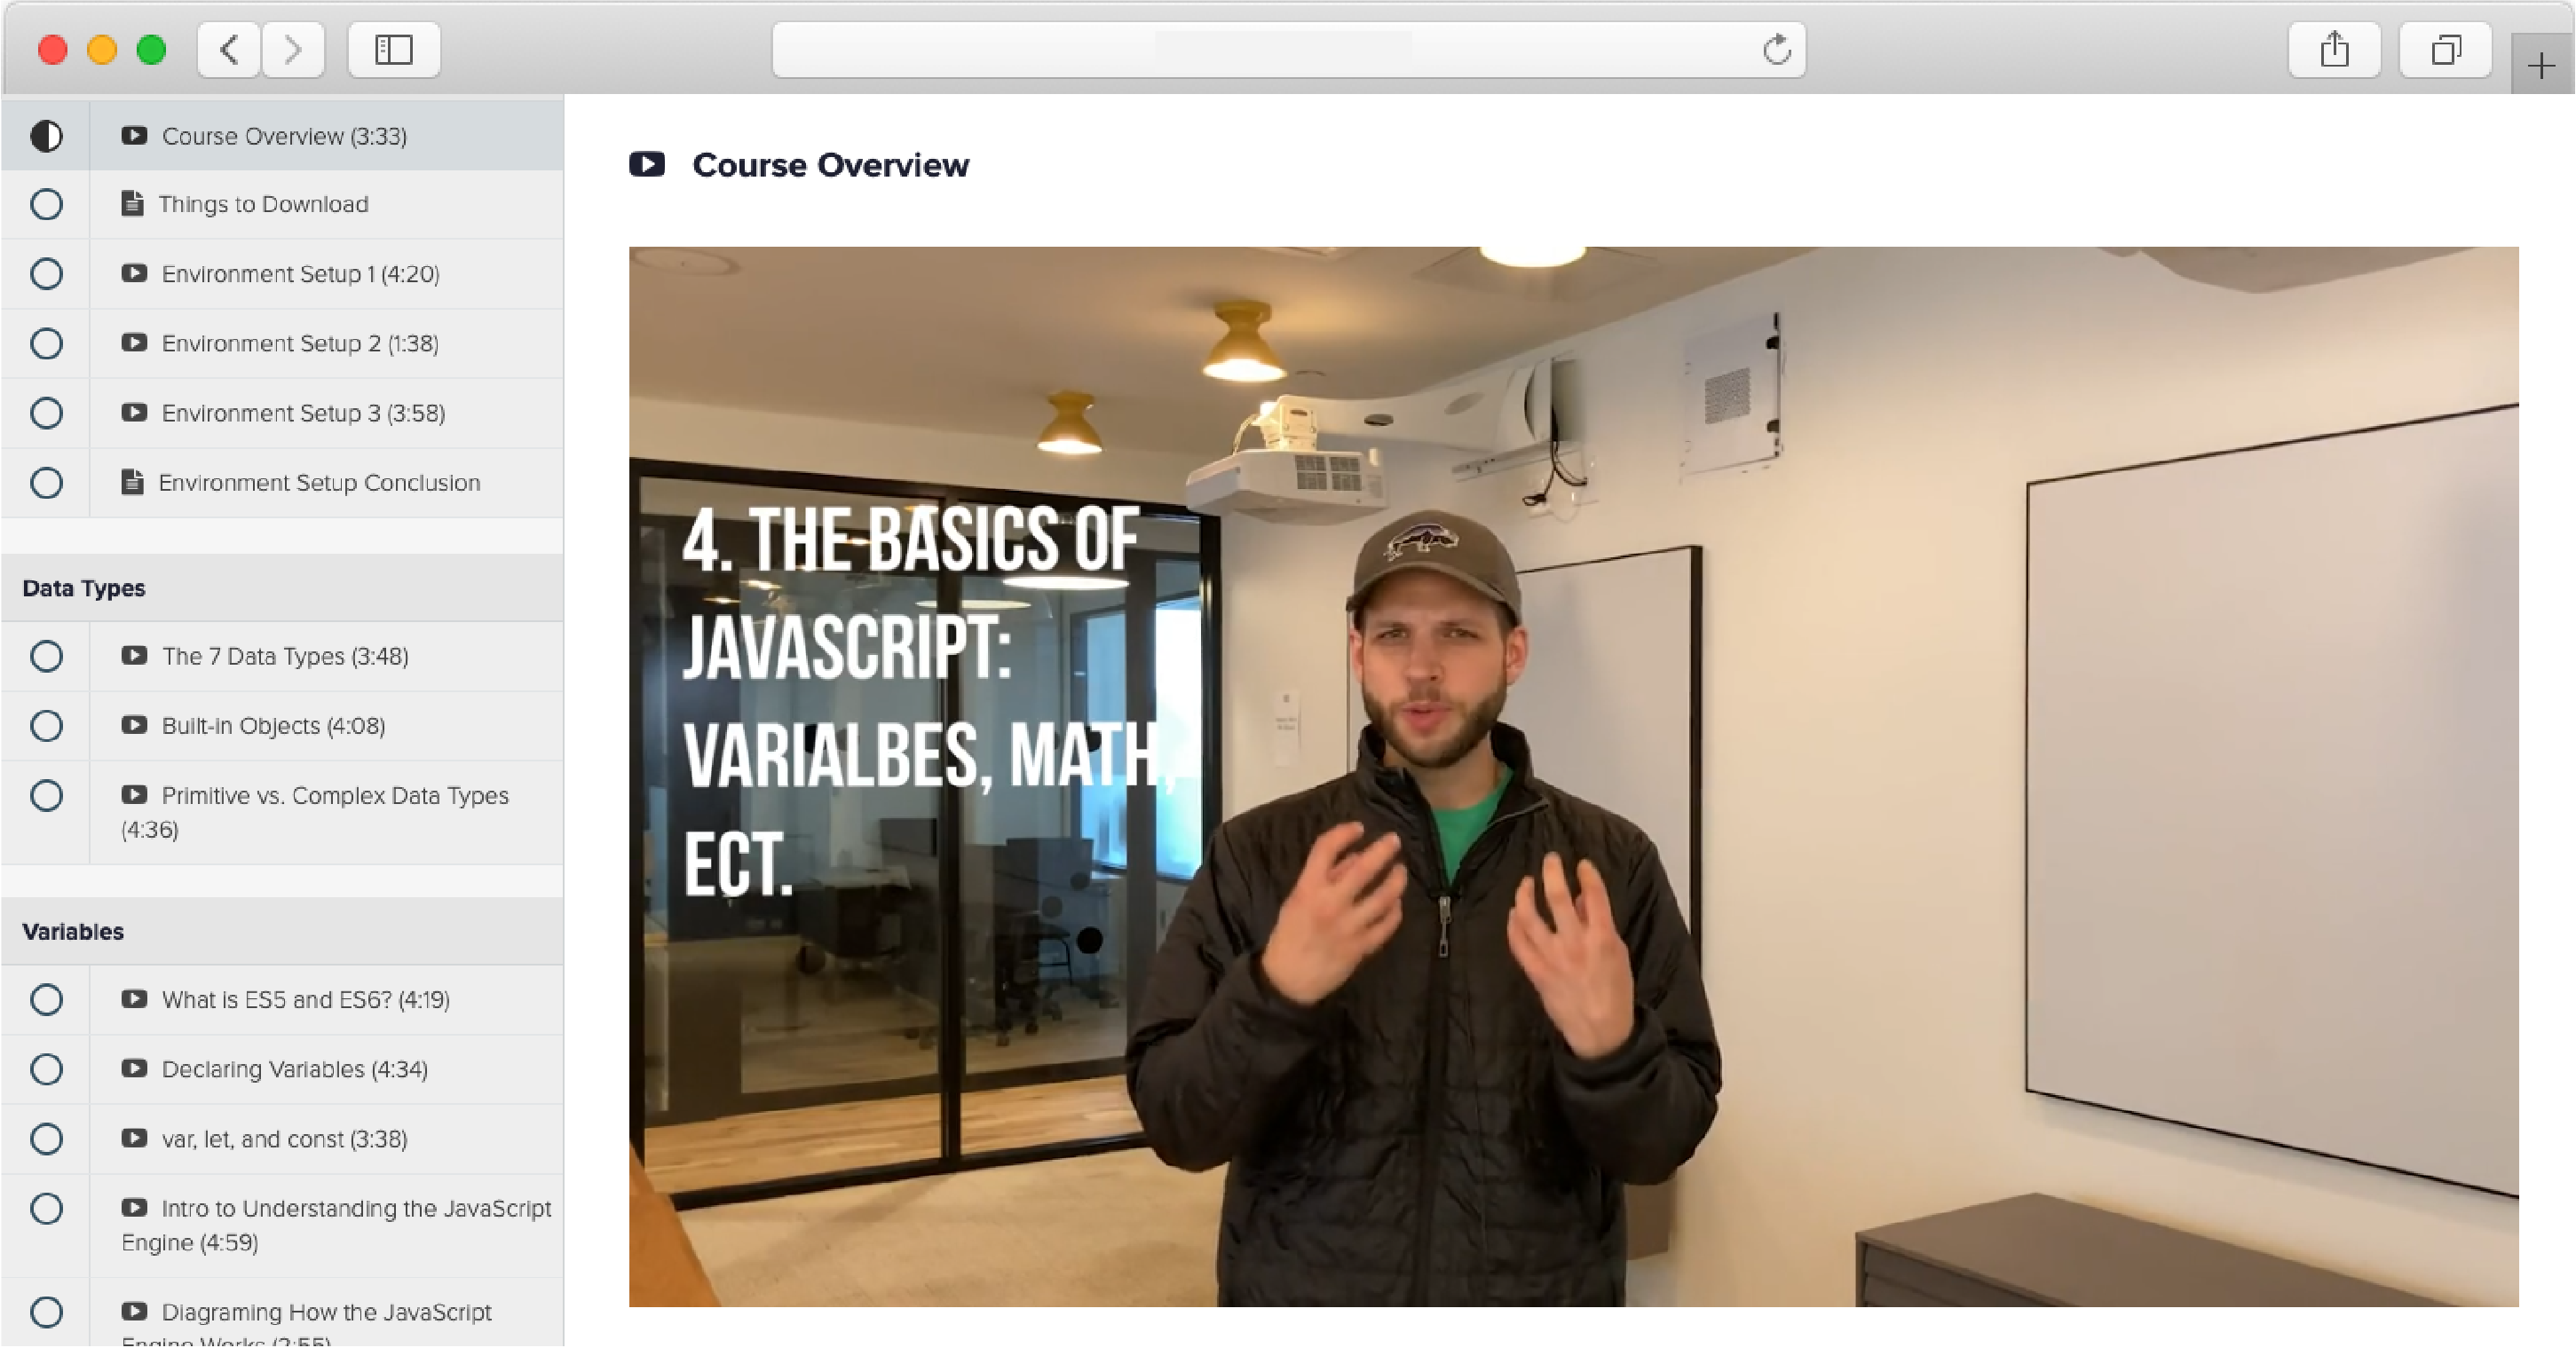 Course Overview (3:33)
Things to Download
Environment Setup 1 (4:20)
Environment Setup 2 (1:38)
Environment Setup 3 (3:58)
Environment Setup Conclusion
Data Types
The 7 Data Types (3:48)
Built-in Objects (4:08)
Primitive vs. Complex Data Types
(4:36)
Variables
What is ES5 and ES6? (4:19)
Declaring Variables (4:34)
var, let, and const (3:38)
Intro to Understanding the JavaScript
Engine (4:59)
Diagraming How the JavaScript
Engine Works (2:55)
Course Overview
4. THE BASICS OF
JAVASCRIPT:
VARIALBES, MATH,
ECT.